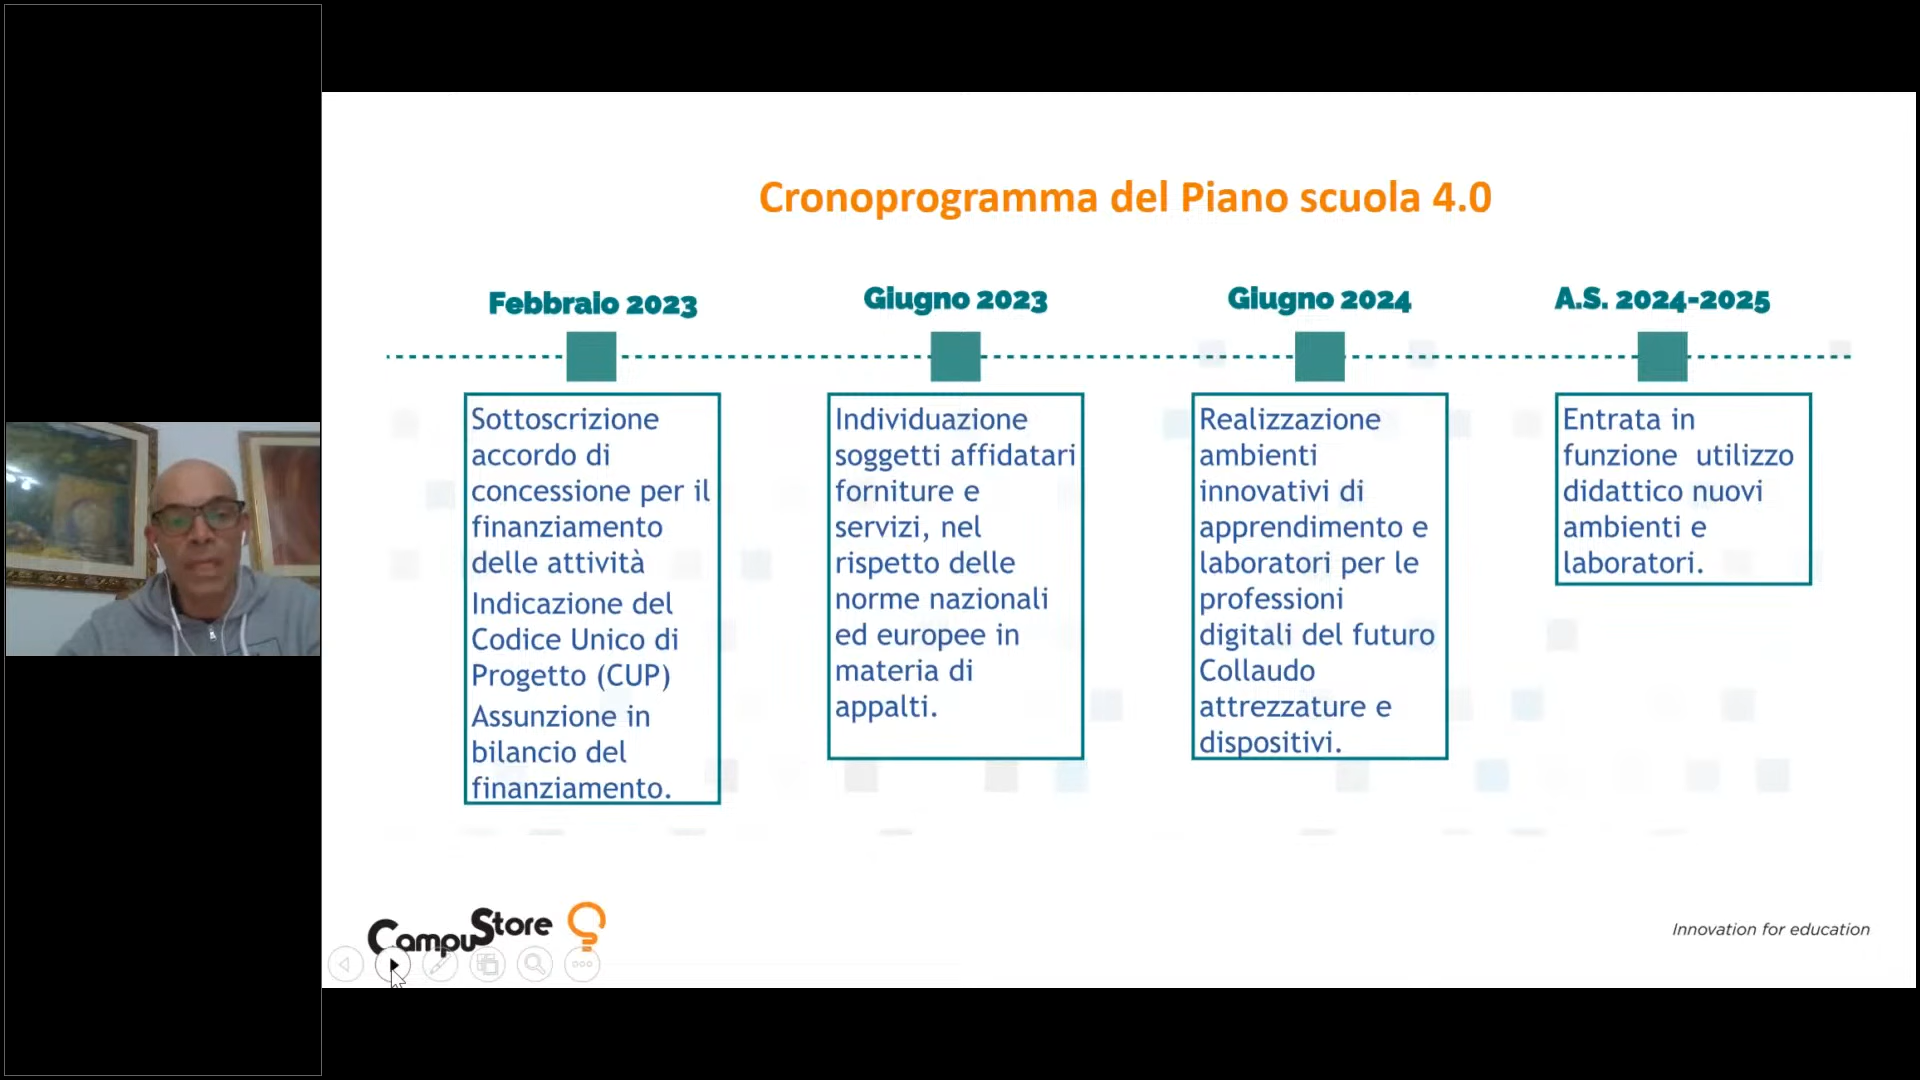 Cronoprogramma del Piano scuola 4.0
Febbraio 2023
Sottoscrizione
accordo di
concessione per il
finanziamento
delle attività
Indicazione del
Codice Unico di
Progetto (CUP)
Assunzione in
bilancio del
finanziamento.
Giugno 2023
Individuazione
soggetti affidatari
forniture e
servizi, nel
rispetto delle
norme nazionali
ed europee in
materia di
appalti.
Giugno 2024
Realizzazione
ambienti
innovativi di
apprendimento e
laboratori per le
professioni
digitali del futuro
Collaudo
attrezzature e
dispositivi.
A.S. 2024-2025
Entrata in
funzione utilizzo
didattico nuovi
ambienti e
laboratori.
CampuStore
Innovation for education